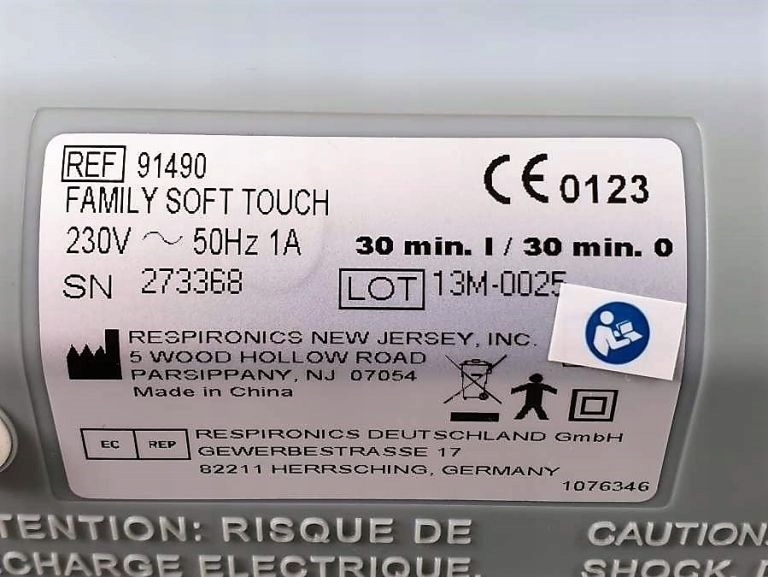 REF 91490
FAMILY SOFT TOUCH
CE 0123
230V ~ 50Hz 1A
30 min. I / 30 min. 0
SN 273368
LOT 13M-0025
RESPIRONICS NEW JERSEY, INC.
5 WOOD HOLLOW ROAD
PARSIPPANY, NJ 07054
Made in China
EC REP
RESPIRONICS DEUTSCHLAND GmbH
GEWERBESTRASSE 17
82211 HERRSCHING, GERMANY
1076346
TENTION: RISQUE DE
CHARGE ELECTRIQUE.
CAUTION:
SHOCK